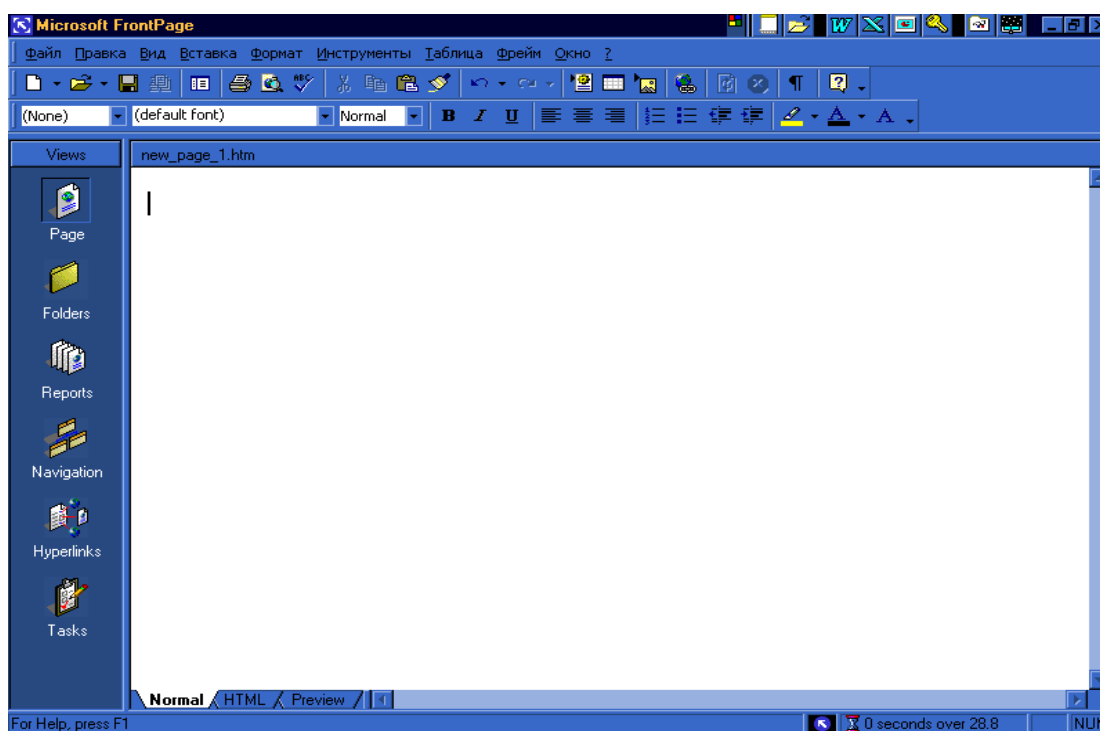 Microsoft FrontPage
Файл Правка Вид Вставка Формат Инструменты Таблица Фрейм Окно ?
(None) (default font) Normal B I U A A
Views new_page_1.htm
Page
Folders
Reports
Navigation
Hyperlinks
Tasks
Normal HTML Preview
For Help, press F1 0 seconds over 28.8 NUM